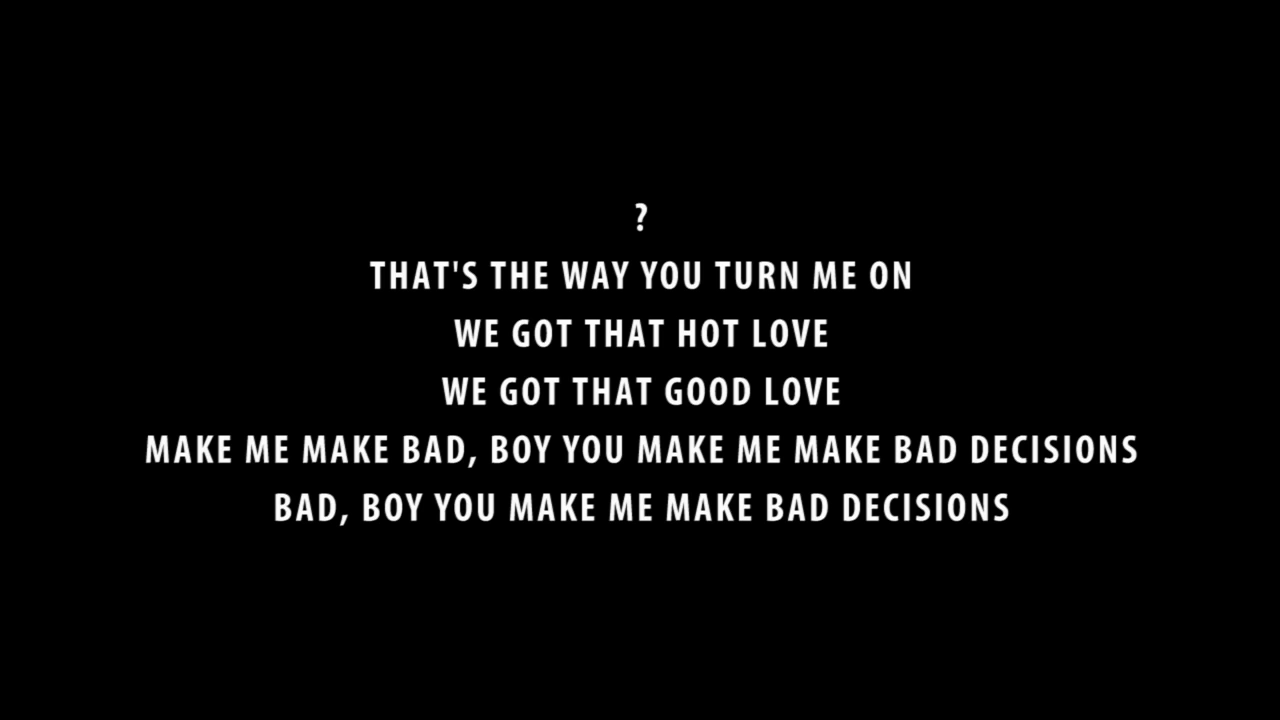 ?
THAT'S THE WAY YOU TURN ME ON
WE GOT THAT HOT LOVE
WE GOT THAT GOOD LOVE
MAKE ME MAKE BAD, BOY YOU MAKE ME MAKE BAD DECISIONS
BAD, BOY YOU MAKE ME MAKE BAD DECISIONS